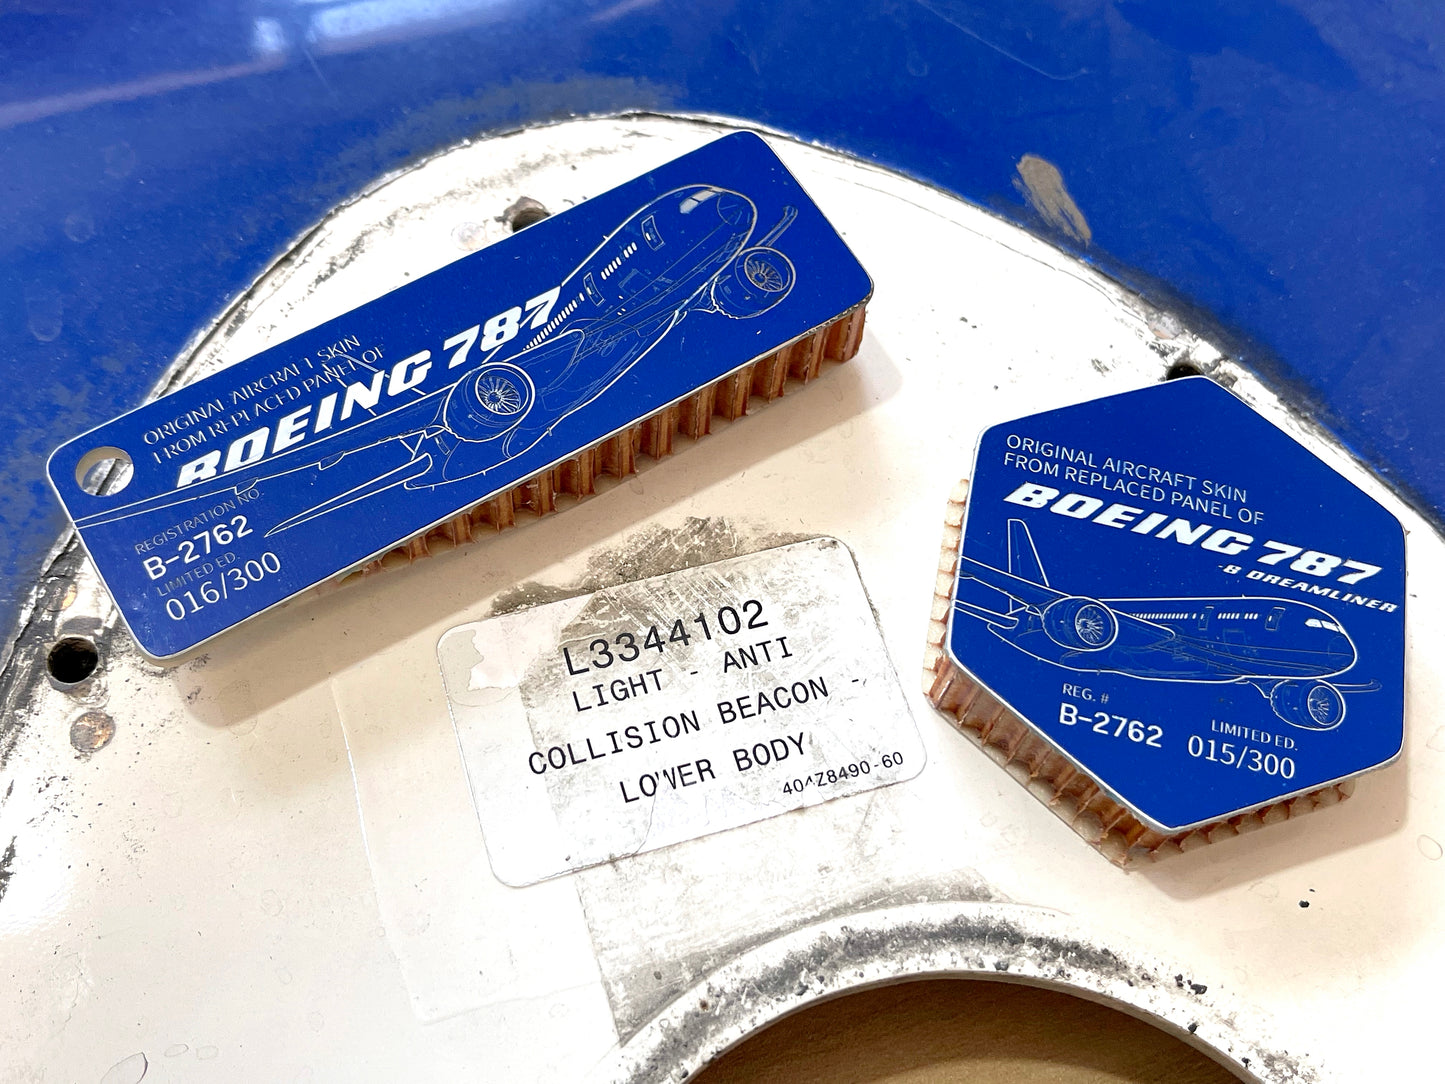 ORIGINAL AIRCRAFT SKIN
FROM REPLACED PANEL OF
BOEING 787
REGISTRATION NO.
B-2762
LIMITED ED.
016/300
L3344102
LIGHT - ANTI
COLLISION BEACON -
LOWER BODY
ORIGINAL AIRCRAFT SKIN
FROM REPLACED PANEL OF
BOEING 787
-8 DREAMLINER
REG. #
B-2762
LIMITED ED.
015/300